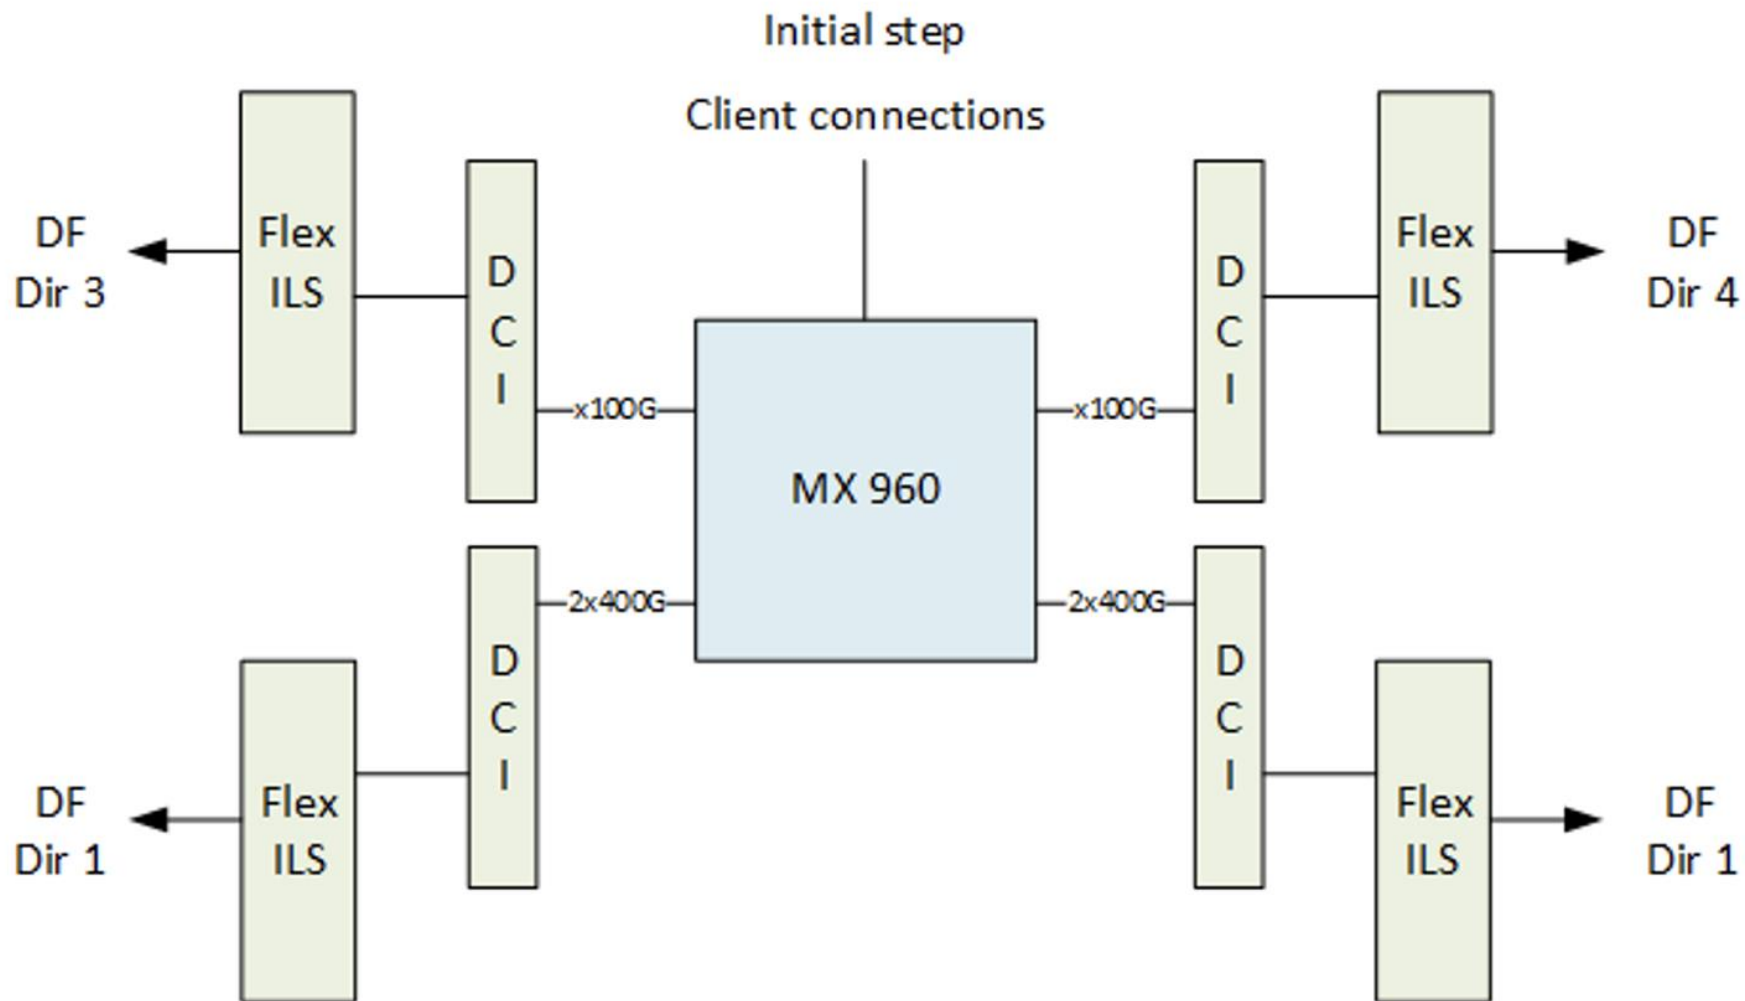 Initial step
Client connections
DF
Dir 3
Flex
ILS
D
C
I
x100G
MX 960
x100G
D
C
I
Flex
ILS
DF
Dir 4
DF
Dir 1
Flex
ILS
D
C
I
2x400G
2x400G
D
C
I
Flex
ILS
DF
Dir 1